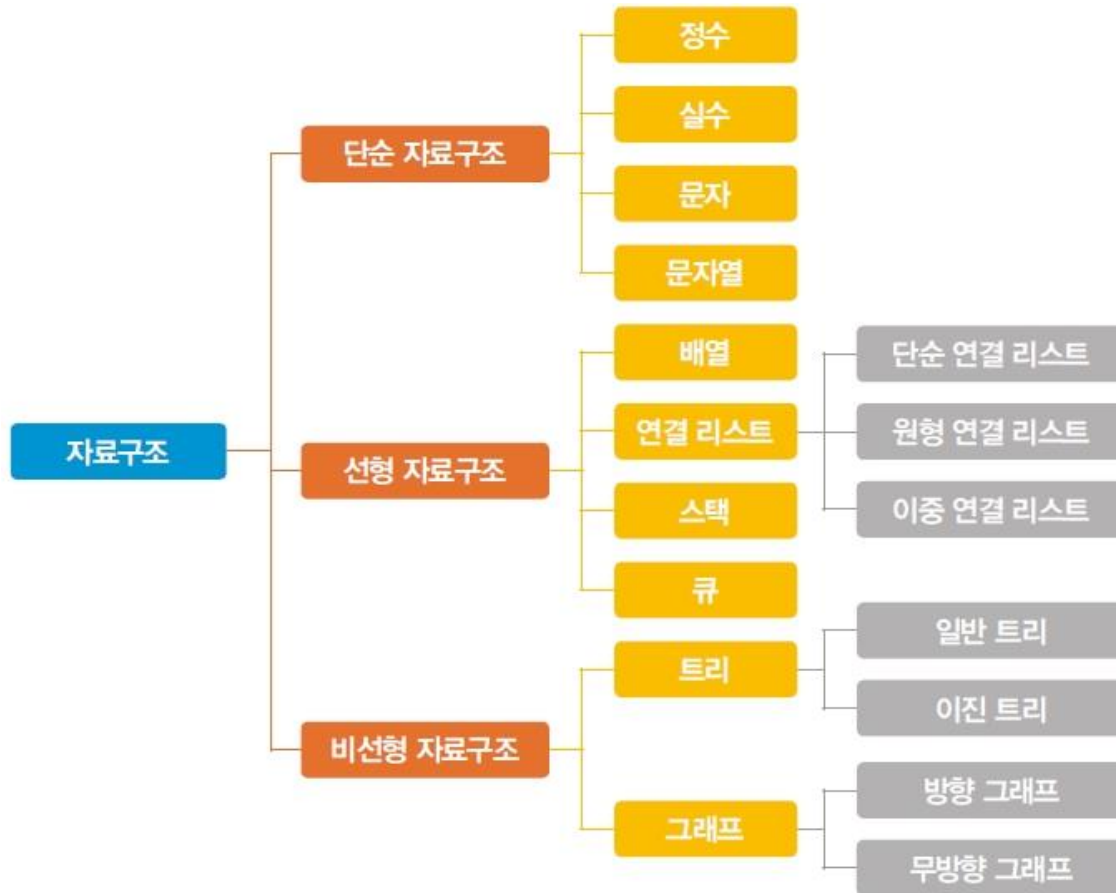 자료구조
단순 자료구조
정수
실수
문자
문자열
선형 자료구조
배열
연결 리스트
단순 연결 리스트
원형 연결 리스트
이중 연결 리스트
스택
큐
비선형 자료구조
트리
일반 트리
이진 트리
그래프
방향 그래프
무방향 그래프